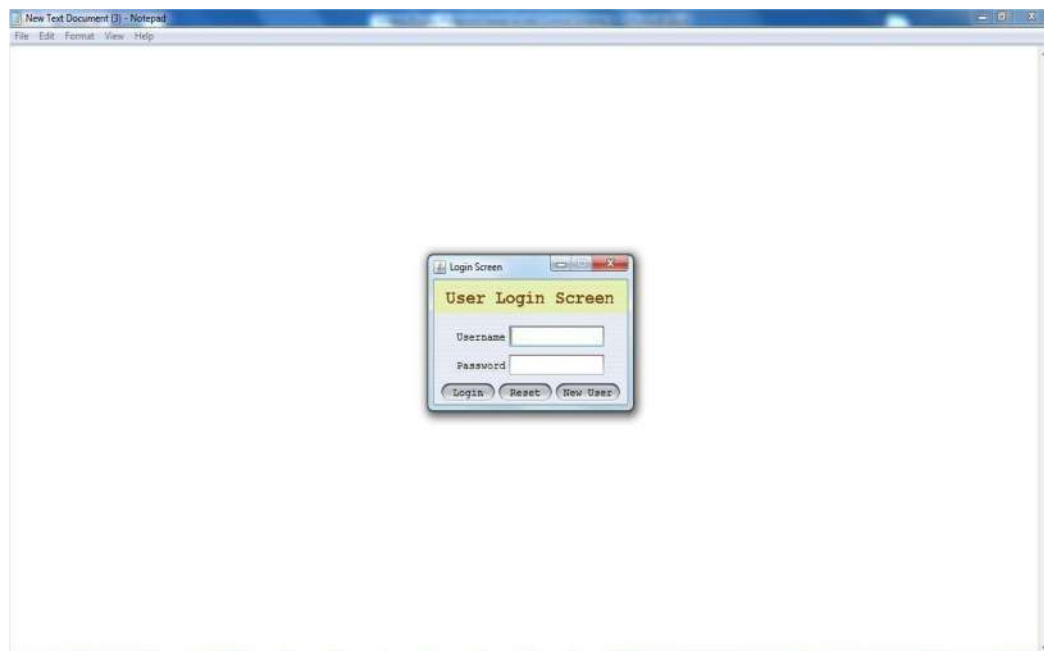 New Text Document (3) - Notepad
File Edit Format View Help
Login Screen
User Login Screen
Username
Password
Login Reset New User